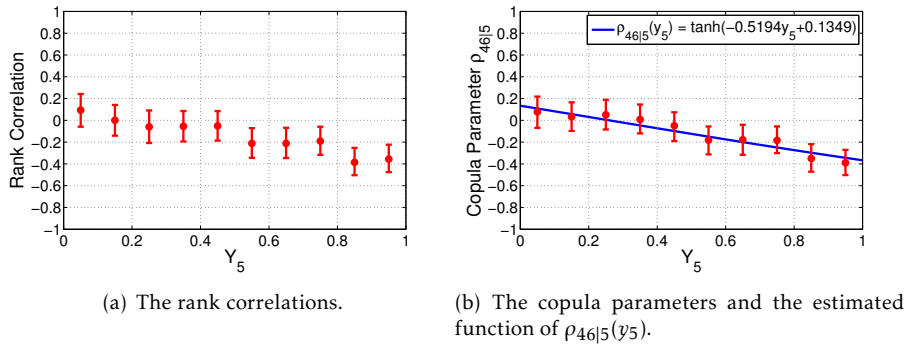 1
0.8
0.6
0.4
0.2
0
−0.2
−0.4
−0.6
−0.8
−1
0 0.2 0.4 0.6 0.8 1
Rank Correlation
Y5
(a) The rank correlations.
ρ46|5(y5) = tanh(−0.5194y5+0.1349)
1
0.8
0.6
0.4
0.2
0
−0.2
−0.4
−0.6
−0.8
−1
0 0.2 0.4 0.6 0.8 1
Copula Parameter ρ46|5
Y5
(b) The copula parameters and the estimated
function of ρ46|5(y5).